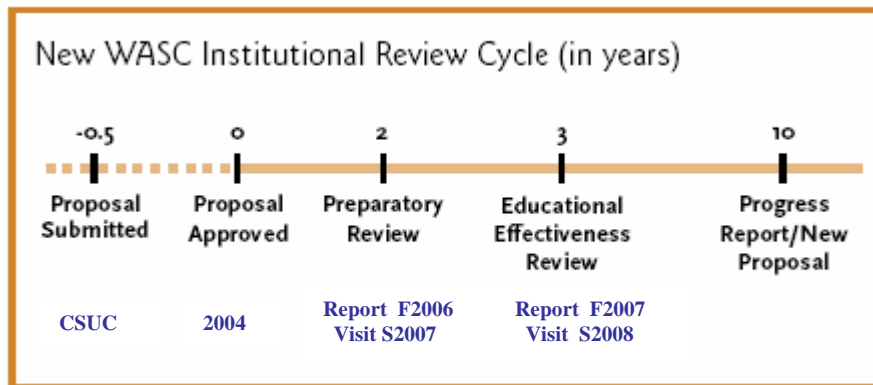 New WASC Institutional Review Cycle (in years)
-0.5 0 2 3 10
Proposal Submitted
Proposal Approved
Preparatory Review
Educational Effectiveness Review
Progress Report/New Proposal
CSUC
2004
Report F2006
Visit S2007
Report F2007
Visit S2008